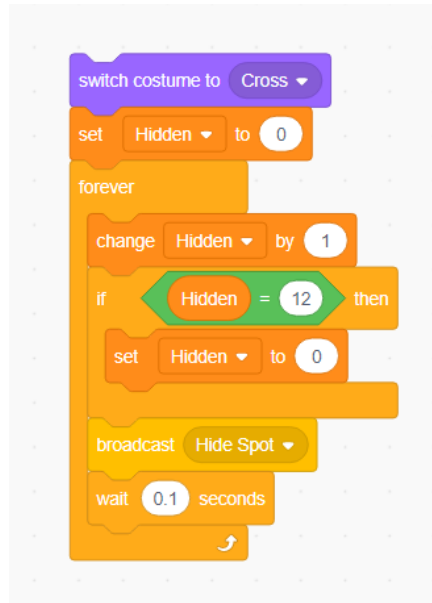 switch costume to Cross
set Hidden to 0
forever
change Hidden by 1
if Hidden = 12 then
set Hidden to 0
broadcast Hide Spot
wait 0.1 seconds